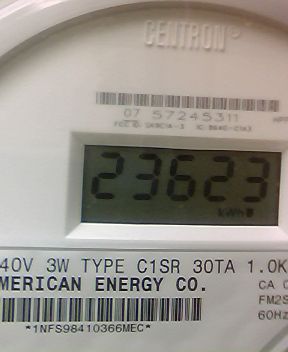 CENTRON®
07 57245311
23623
kWh
40V 3W TYPE C1SR 30TA 1.0K
MERICAN ENERGY CO.
CA 0
FM2S
60Hz
*1NFS98410366MEC*